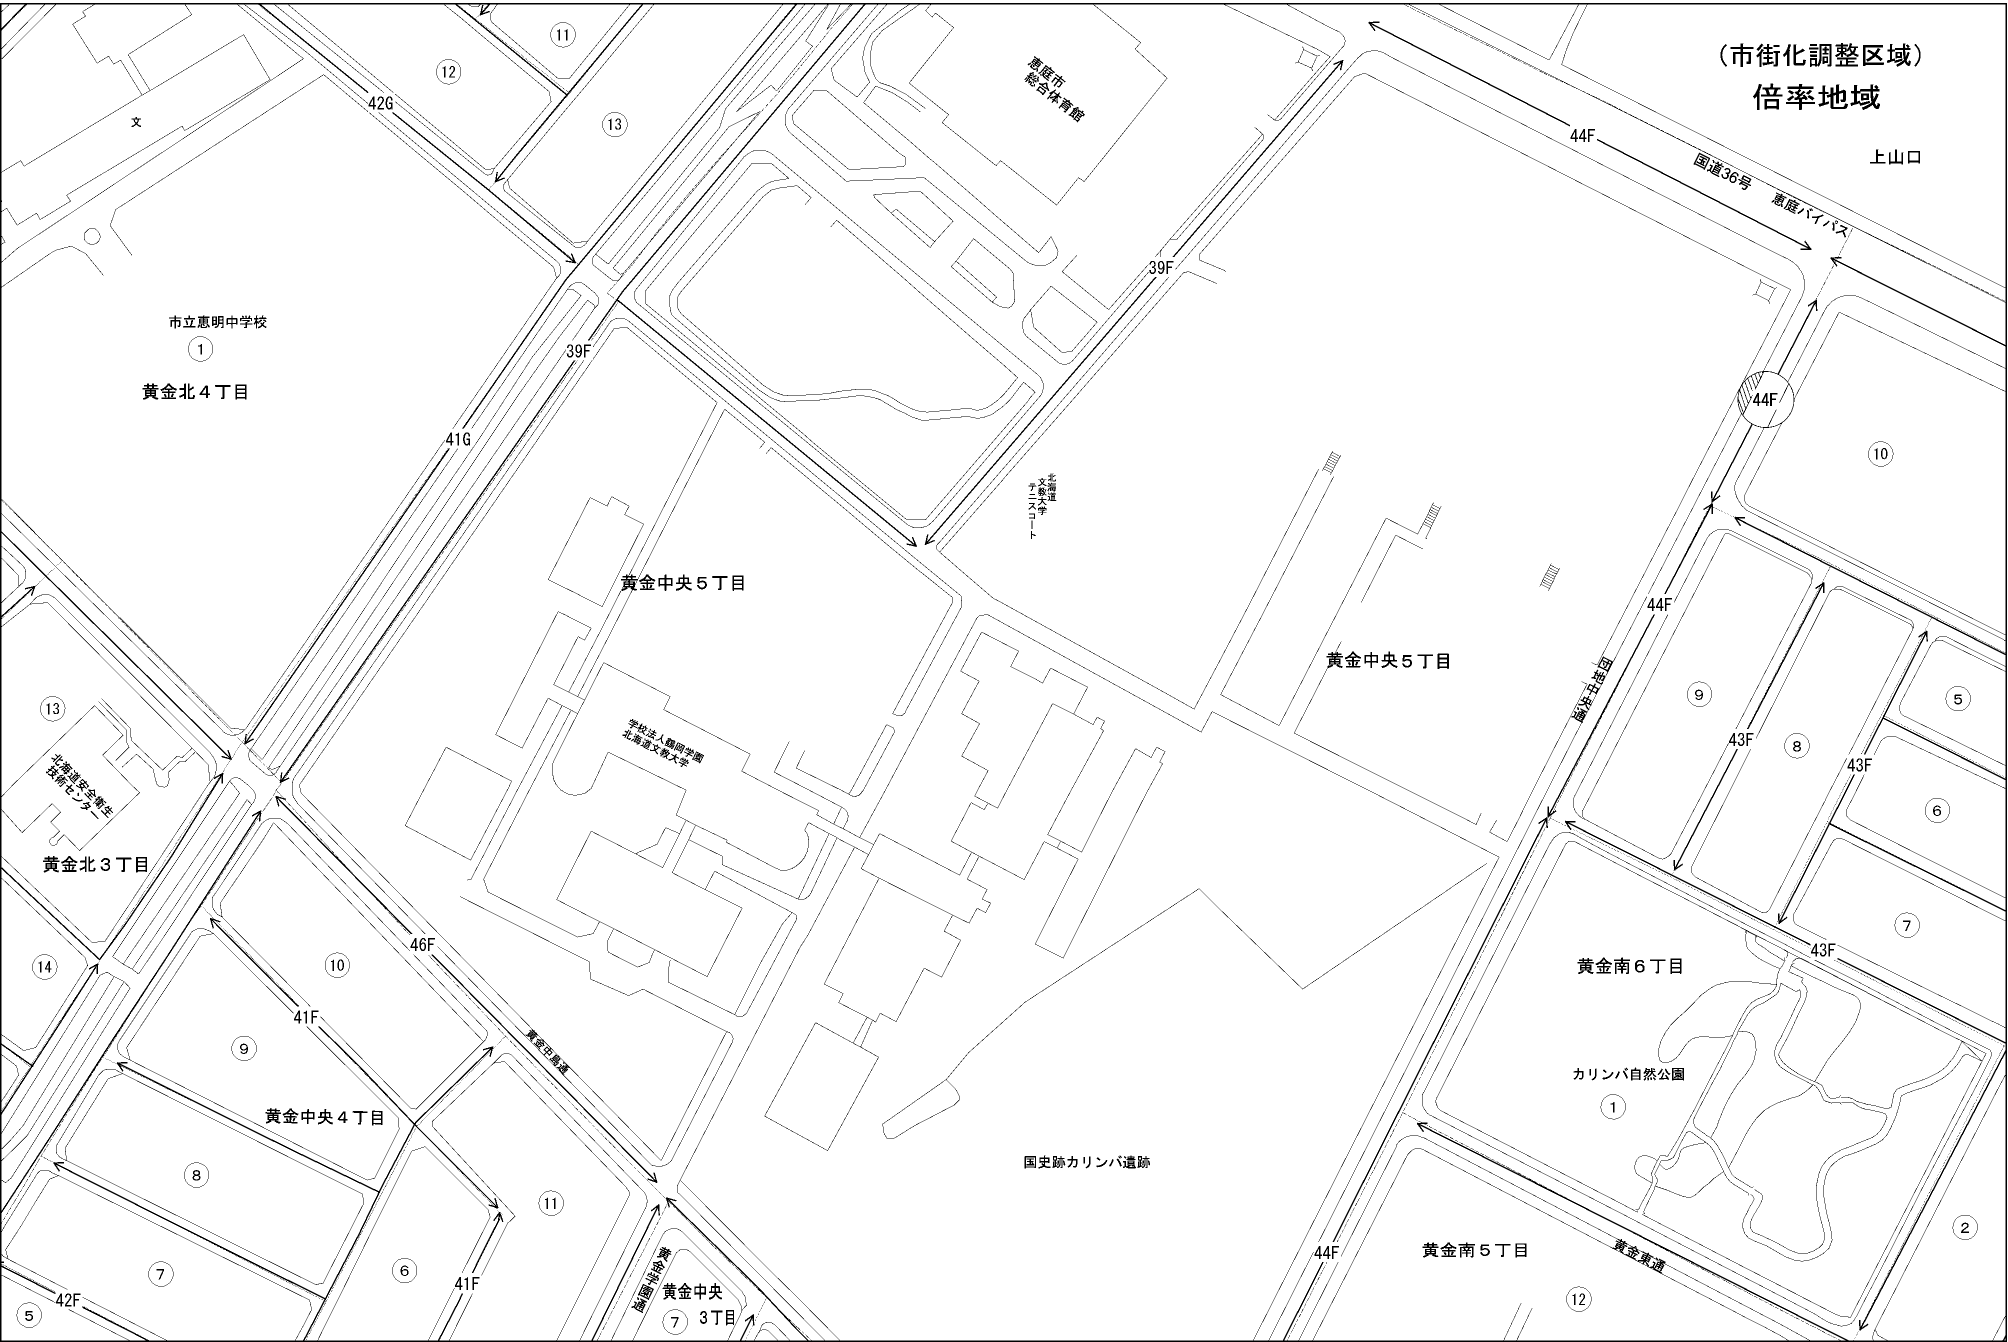 （市街化調整区域）
倍率地域
上山口
44F
国道36号
恵庭バイパス
恵庭市
総合体育館
11
12
42G
13
文
39F
39F
市立恵明中学校
1
黄金北４丁目
41G
44F
10
北海道
文教大学
テニスコート
黄金中央５丁目
44F
黄金中央５丁目
団地中央通
9
5
43F
8
43F
6
7
13
北海道安全衛生
技術センター
黄金北３丁目
学校法人鶴岡学園
北海道文教大学
14
46F
10
41F
9
黄金中島通
43F
黄金南６丁目
カリンバ自然公園
1
黄金中央４丁目
8
国史跡カリンバ遺跡
11
7
6
41F
42F
5
黄金学園通
黄金中央
３丁目
7
44F
黄金南５丁目
黄金東通
12
2